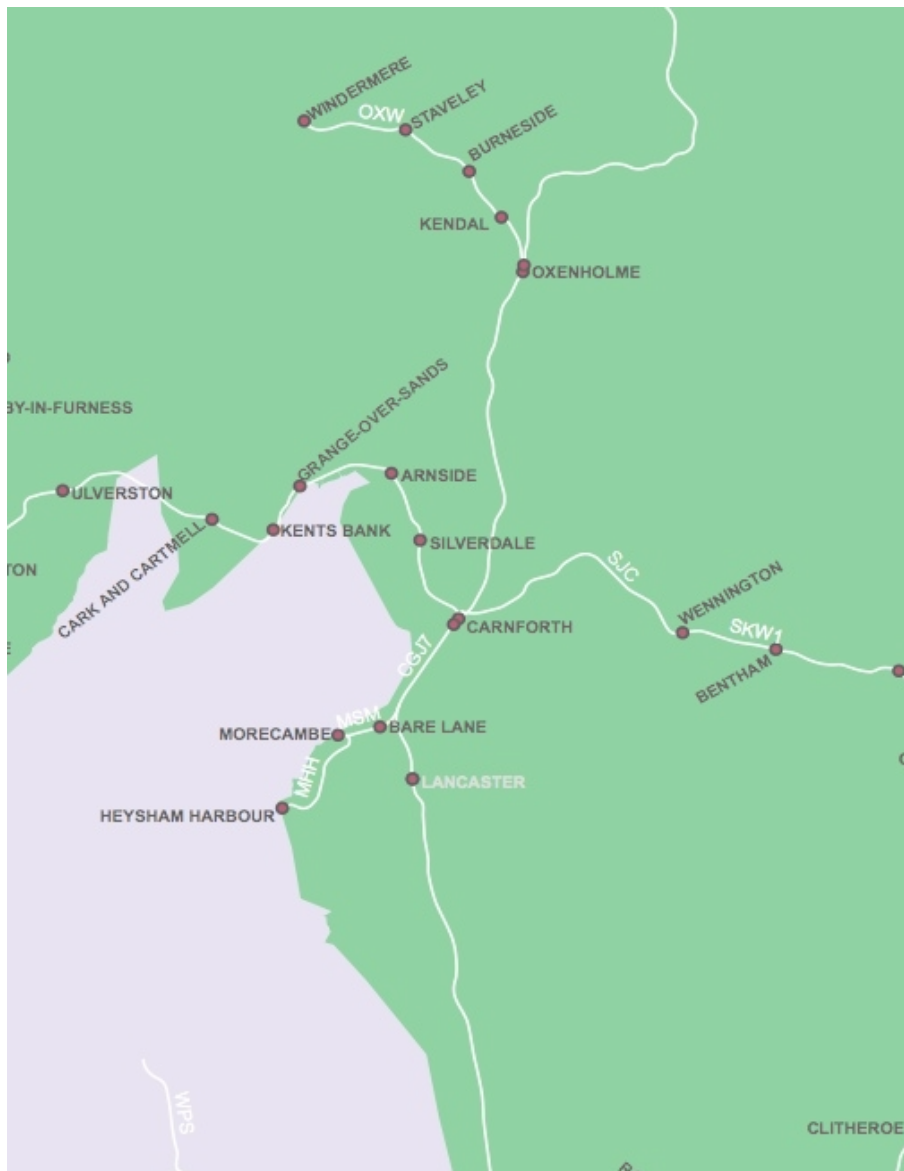 WINDERMERE
OXW
STAVELEY
BURNESIDE
KENDAL
OXENHOLME
GRANGE-OVER-SANDS
BY-IN-FURNESS
ARNSIDE
ULVERSTON
KENTS BANK
SILVERDALE
CARK AND CARTMELL
TON
SJC
WENNINGTON
CARNFORTH
SKW1
BENTHAM
CGJ7
MSM
BARE LANE
MORECAMBE
MHH
LANCASTER
HEYSHAM HARBOUR
WPS
CLITHEROE